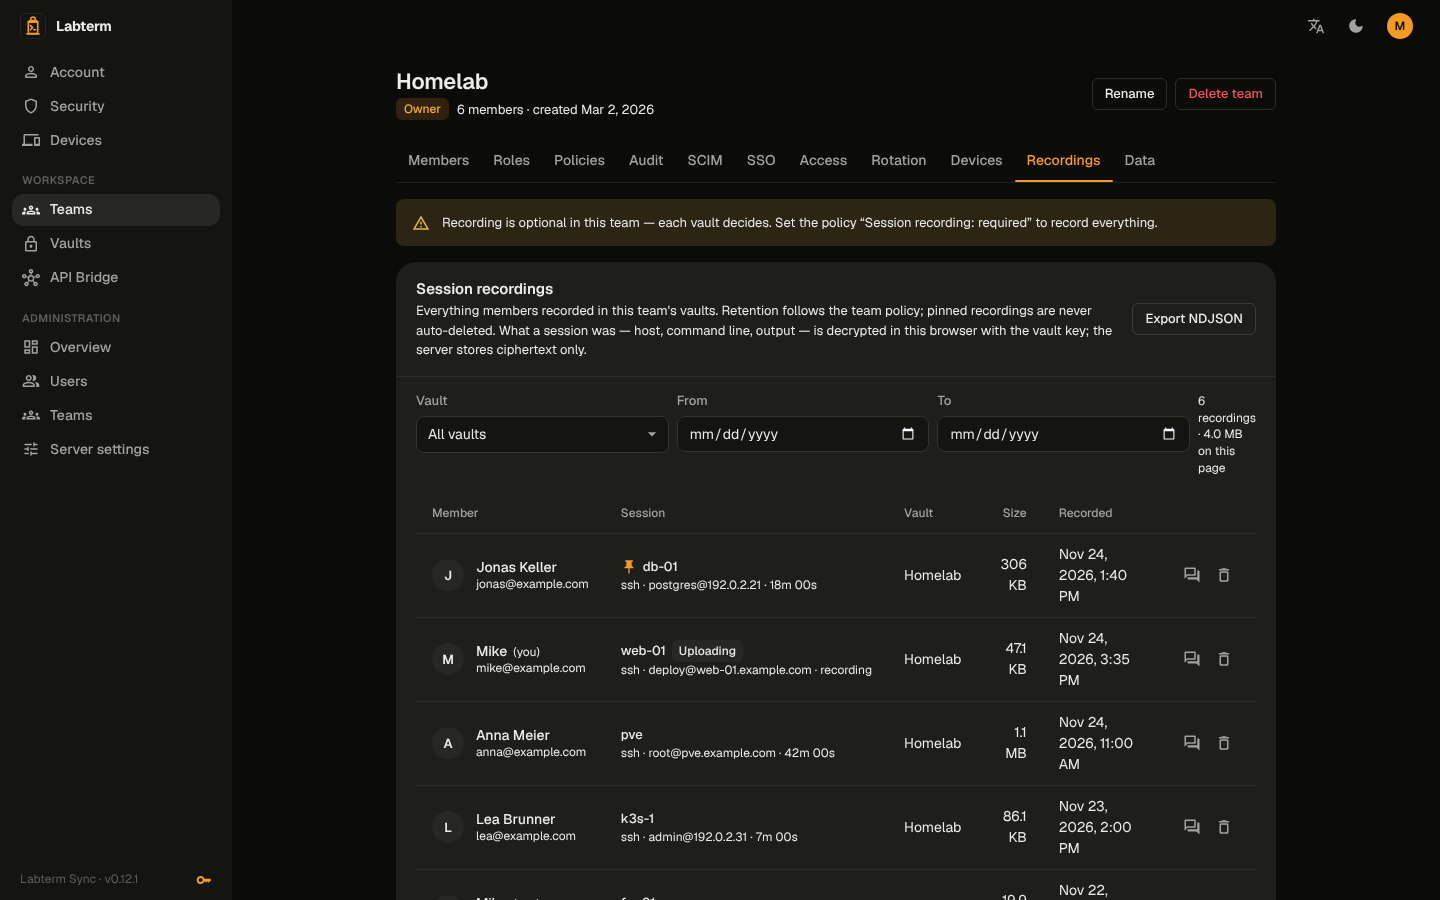 Labterm
M
Account
Security
Devices
WORKSPACE
Teams
Vaults
API Bridge
ADMINISTRATION
Overview
Users
Teams
Server settings
Labterm Sync · v0.12.1
Homelab
Owner 6 members · created Mar 2, 2026
Rename
Delete team
Members Roles Policies Audit SCIM SSO Access Rotation Devices Recordings Data
Recording is optional in this team — each vault decides. Set the policy “Session recording: required” to record everything.
Session recordings
Everything members recorded in this team's vaults. Retention follows the team policy; pinned recordings are never
auto-deleted. What a session was — host, command line, output — is decrypted in this browser with the vault key; the
server stores ciphertext only.
Export NDJSON
Vault From To
All vaults mm/dd/yyyy mm/dd/yyyy
6
recordings
· 4.0 MB
on this
page
Member Session Vault Size Recorded
J
Jonas Keller
jonas@example.com
db-01
ssh · postgres@192.0.2.21 · 18m 00s
Homelab
306
KB
Nov 24,
2026, 1:40
PM
M
Mike (you)
mike@example.com
web-01 Uploading
ssh · deploy@web-01.example.com · recording
Homelab
47.1
KB
Nov 24,
2026, 3:35
PM
A
Anna Meier
anna@example.com
pve
ssh · root@pve.example.com · 42m 00s
Homelab
1.1
MB
Nov 24,
2026, 11:00
AM
L
Lea Brunner
lea@example.com
k3s-1
ssh · admin@192.0.2.31 · 7m 00s
Homelab
86.1
KB
Nov 23,
2026, 2:00
PM
Nov 22,